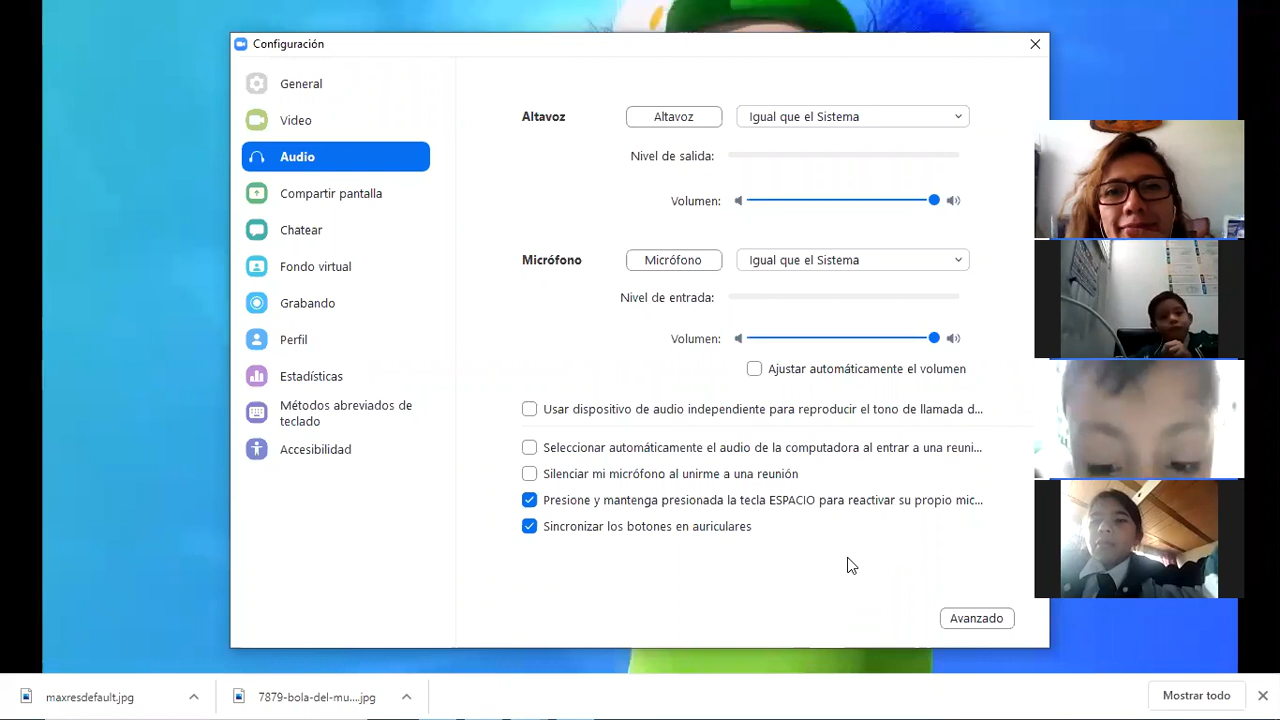 Configuración
General
Video
Audio
Compartir pantalla
Chatear
Fondo virtual
Grabando
Perfil
Estadísticas
Métodos abreviados de
teclado
Accesibilidad
Altavoz Altavoz Igual que el Sistema
Nivel de salida:
Volumen:
Micrófono Micrófono Igual que el Sistema
Nivel de entrada:
Volumen:
Ajustar automáticamente el volumen
Usar dispositivo de audio independiente para reproducir el tono de llamada d...
Seleccionar automáticamente el audio de la computadora al entrar a una reuni...
Silenciar mi micrófono al unirme a una reunión
Presione y mantenga presionada la tecla ESPACIO para reactivar su propio mic...
Sincronizar los botones en auriculares
Avanzado
maxresdefault.jpg 7879-bola-del-mu....jpg Mostrar todo